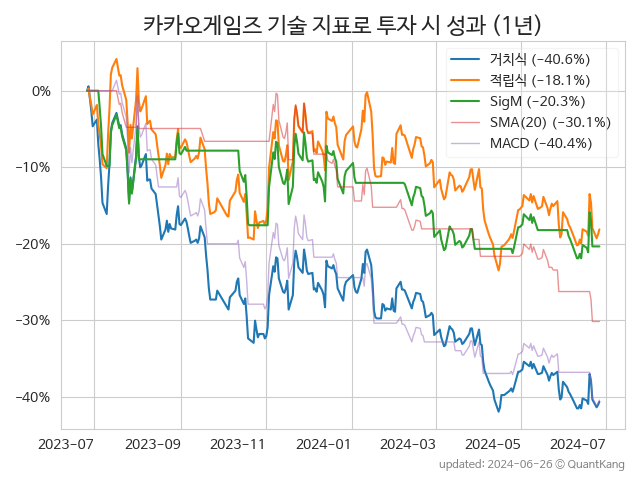 카카오게임즈 기술 지표로 투자 시 성과 (1년)
거치식 (−40.6%)
적립식 (−18.1%)
SigM (−20.3%)
SMA(20) (−30.1%)
MACD (−40.4%)
0%
−10%
−20%
−30%
−40%
2023-07 2023-09 2023-11 2024-01 2024-03 2024-05 2024-07
updated: 2024-06-26 © QuantKang